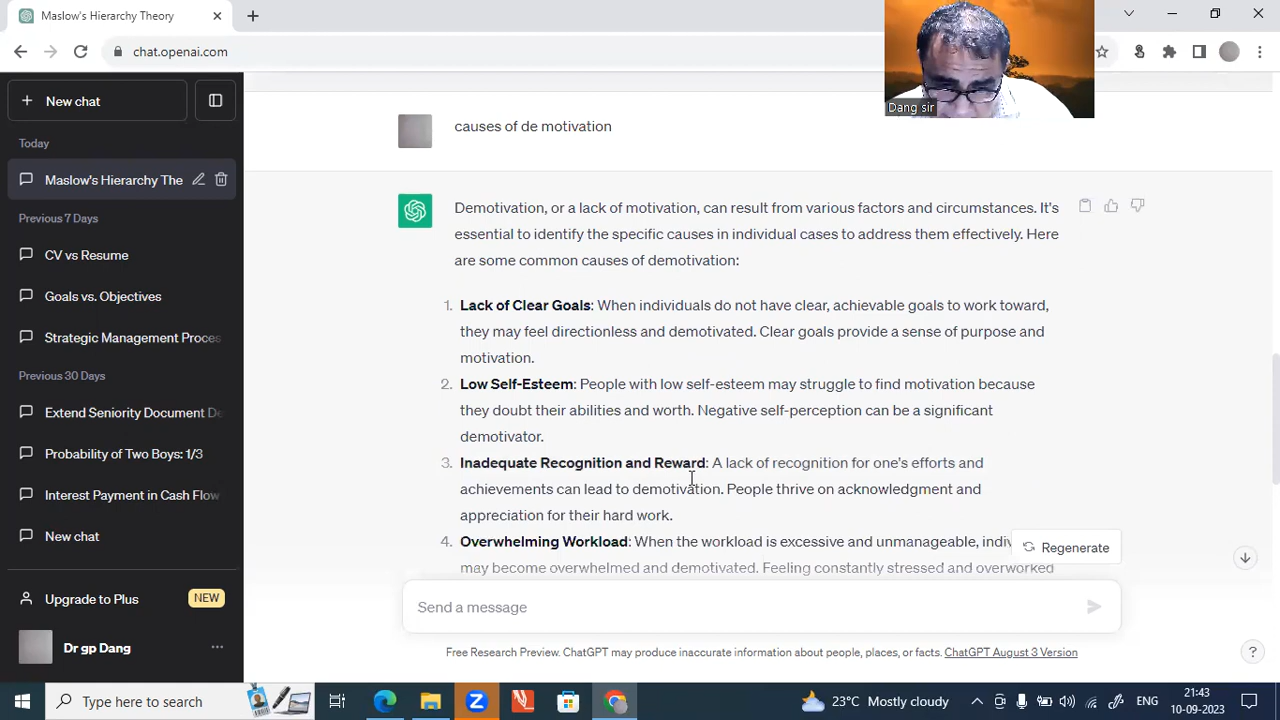 Maslow's Hierarchy Theory
chat.openai.com
Dang sir
New chat
Today
Maslow's Hierarchy The
Previous 7 Days
CV vs Resume
Goals vs. Objectives
Strategic Management Proces
Previous 30 Days
Extend Seniority Document De
Probability of Two Boys: 1/3
Interest Payment in Cash Flow
New chat
Upgrade to Plus NEW
Dr gp Dang
causes of de motivation
Demotivation, or a lack of motivation, can result from various factors and circumstances. It's
essential to identify the specific causes in individual cases to address them effectively. Here
are some common causes of demotivation:
1. Lack of Clear Goals: When individuals do not have clear, achievable goals to work toward,
they may feel directionless and demotivated. Clear goals provide a sense of purpose and
motivation.
2. Low Self-Esteem: People with low self-esteem may struggle to find motivation because
they doubt their abilities and worth. Negative self-perception can be a significant
demotivator.
3. Inadequate Recognition and Reward: A lack of recognition for one's efforts and
achievements can lead to demotivation. People thrive on acknowledgment and
appreciation for their hard work.
4. Overwhelming Workload: When the workload is excessive and unmanageable, indiv
may become overwhelmed and demotivated. Feeling constantly stressed and overworked
Regenerate
Send a message
Free Research Preview. ChatGPT may produce inaccurate information about people, places, or facts. ChatGPT August 3 Version
?
Type here to search
23°C Mostly cloudy
ENG
21:43
10-09-2023